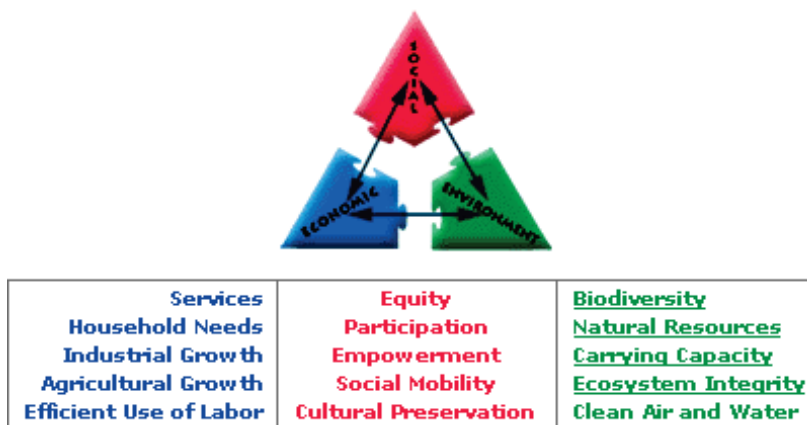 SOCIAL
ECONOMIC
ENVIRONMENT
Services
Household Needs
Industrial Growth
Agricultural Growth
Efficient Use of Labor
Equity
Participation
Empowerment
Social Mobility
Cultural Preservation
Biodiversity
Natural Resources
Carrying Capacity
Ecosystem Integrity
Clean Air and Water